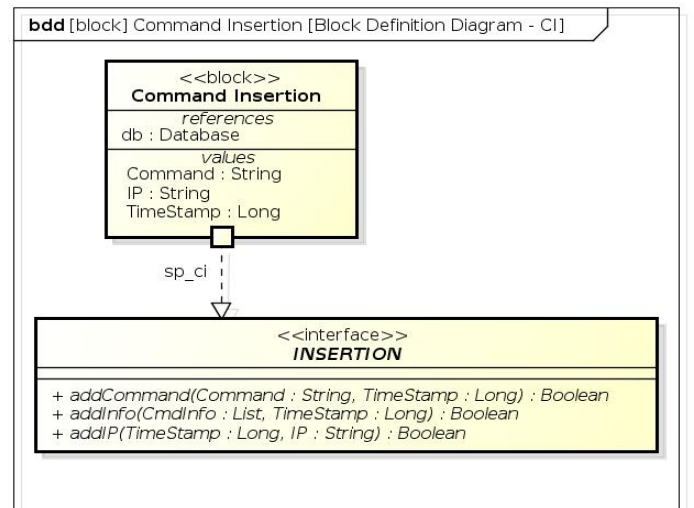 bdd [block] Command Insertion [Block Definition Diagram - CI]
<<block>>
Command Insertion
references
db : Database
values
Command : String
IP : String
TimeStamp : Long
sp_ci
<<interface>>
INSERTION
+ addCommand(Command : String, TimeStamp : Long) : Boolean
+ addInfo(CmdInfo : List, TimeStamp : Long) : Boolean
+ addIP(TimeStamp : Long, IP : String) : Boolean